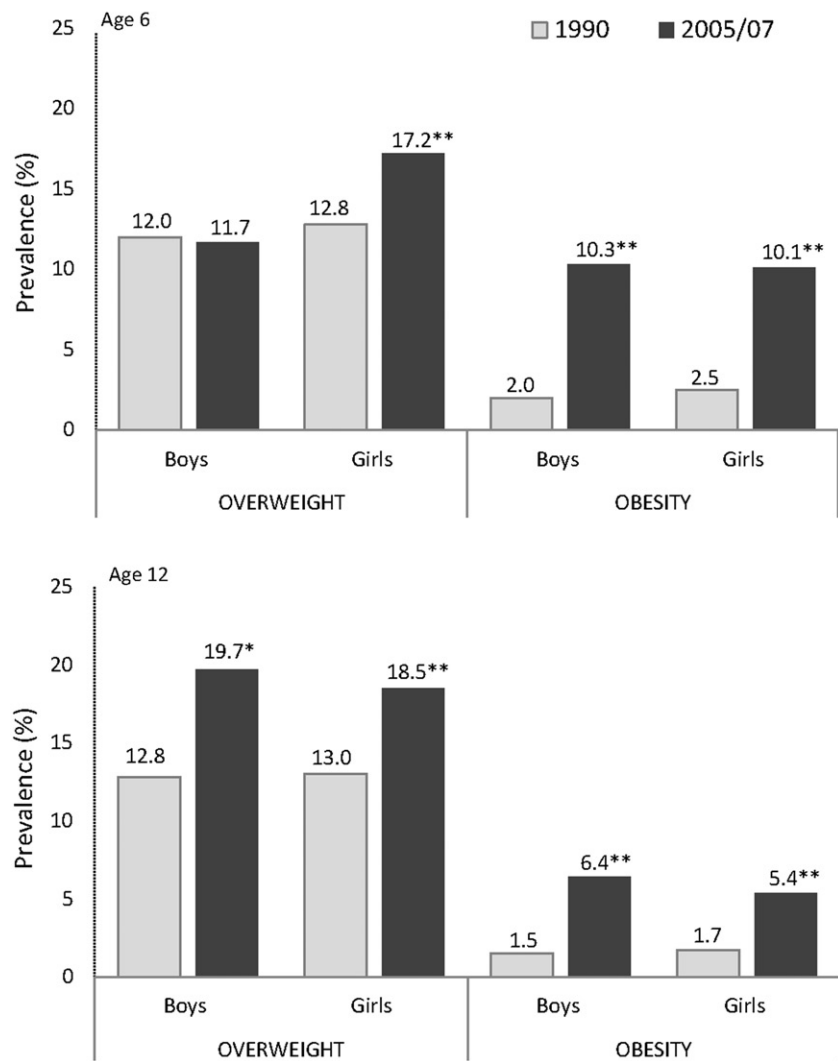 Age 6
1990 2005/07
Prevalence (%)
25
20
15
10
5
0
12.0 11.7 12.8 17.2** 2.0 10.3** 2.5 10.1**
Boys Girls Boys Girls
OVERWEIGHT OBESITY
Age 12
Prevalence (%)
25
20
15
10
5
0
12.8 19.7* 13.0 18.5** 1.5 6.4** 1.7 5.4**
Boys Girls Boys Girls
OVERWEIGHT OBESITY